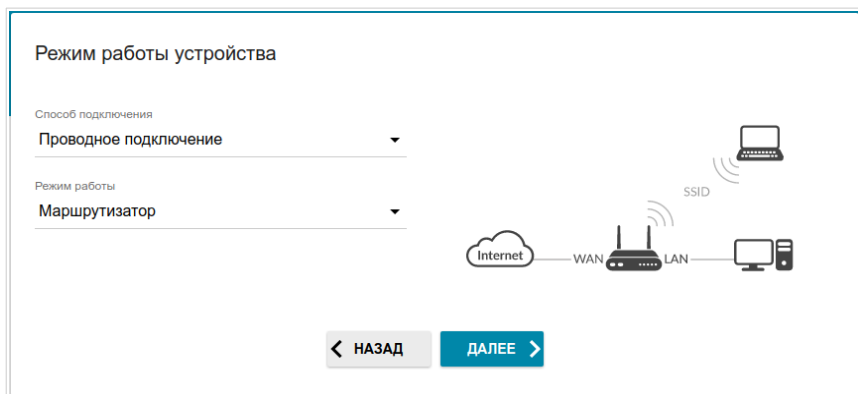 Режим работы устройства
Способ подключения
Проводное подключение
Режим работы
Маршрутизатор
SSID
Internet
WAN
LAN
НАЗАД
ДАЛЕЕ